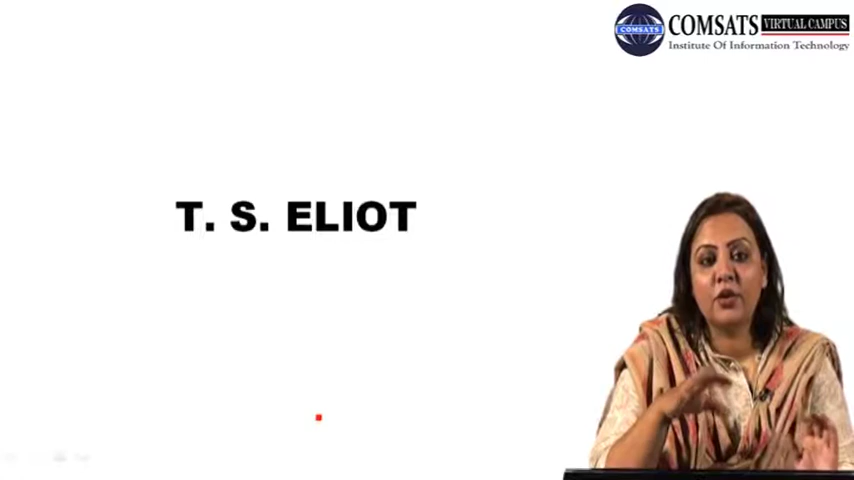 COMSATS VIRTUAL CAMPUS
COMSATS
Institute Of Information Technology
T. S. ELIOT